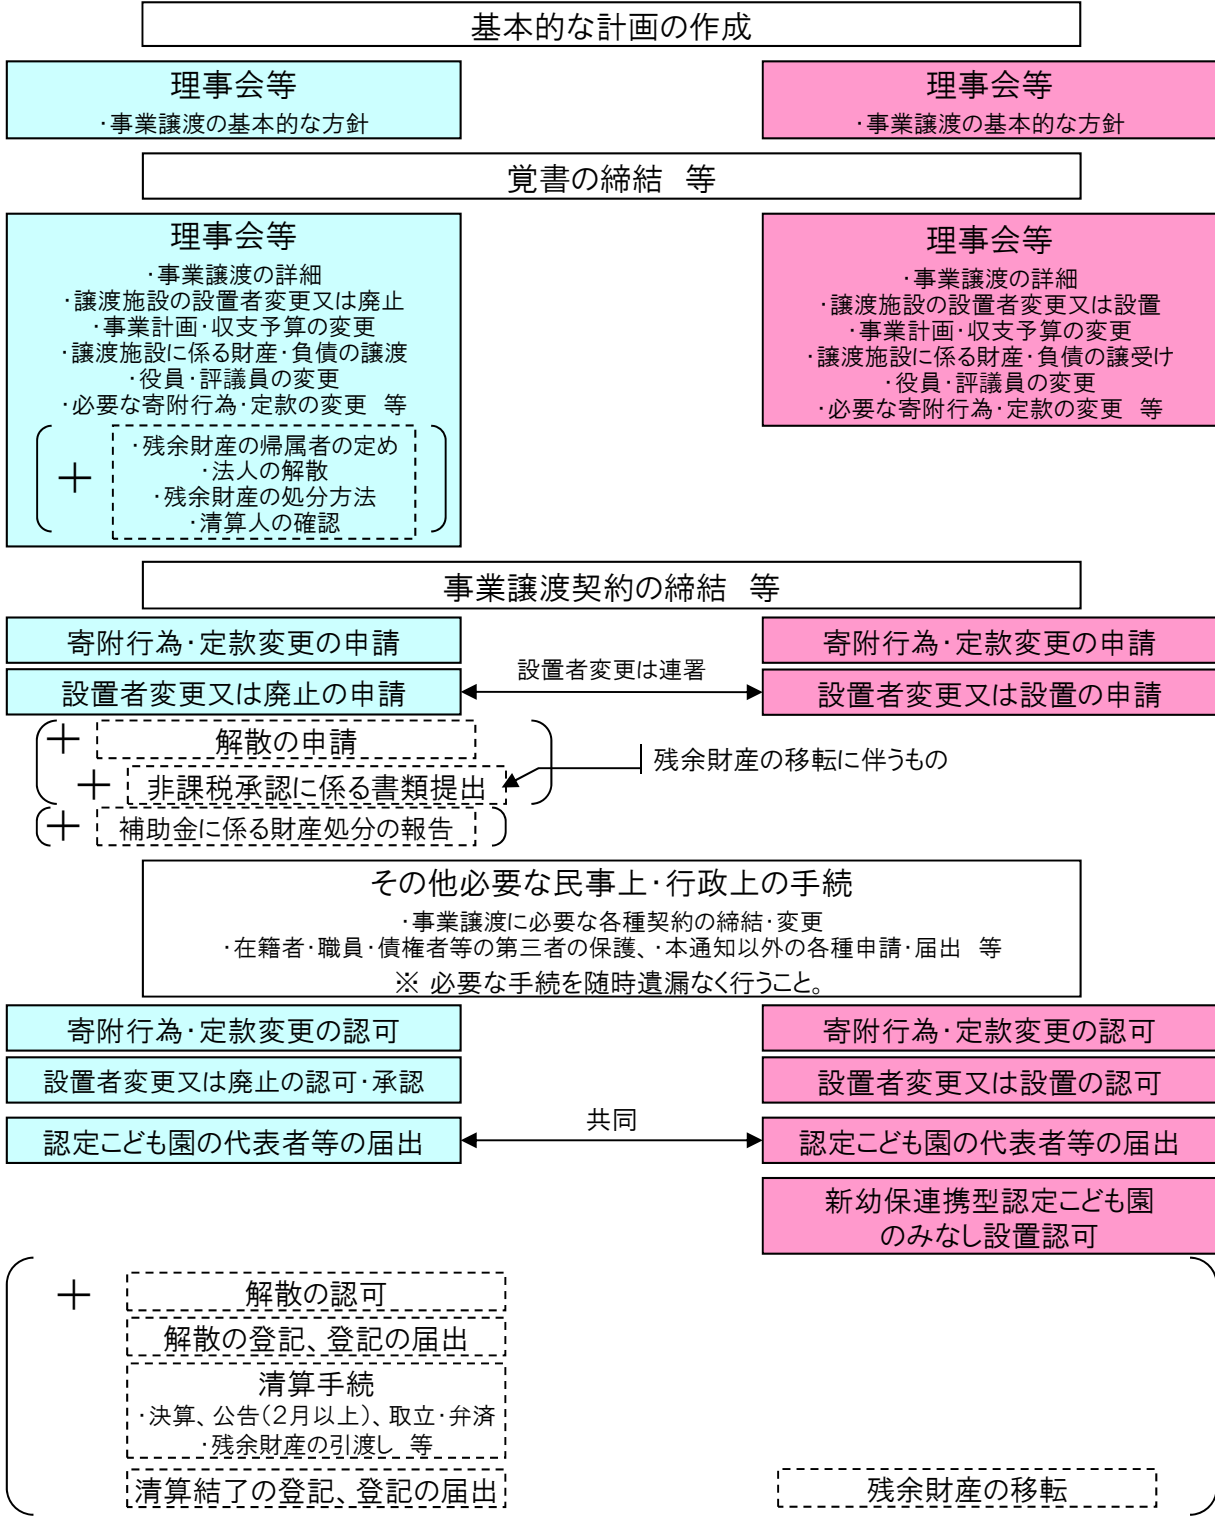 基本的な計画の作成
理事会等
・事業譲渡の基本的な方針
理事会等
・事業譲渡の基本的な方針
覚書の締結　等
理事会等
・事業譲渡の詳細
・譲渡施設の設置者変更又は廃止
・事業計画・収支予算の変更
・譲渡施設に係る財産・負債の譲渡
・役員・評議員の変更
・必要な寄附行為・定款の変更　等
＋
・残余財産の帰属者の定め
・法人の解散
・残余財産の処分方法
・清算人の確認
理事会等
・事業譲渡の詳細
・譲渡施設の設置者変更又は設置
・事業計画・収支予算の変更
・譲渡施設に係る財産・負債の譲受け
・役員・評議員の変更
・必要な寄附行為・定款の変更　等
事業譲渡契約の締結　等
寄附行為・定款変更の申請
寄附行為・定款変更の申請
設置者変更又は廃止の申請
設置者変更は連署
設置者変更又は設置の申請
＋
解散の申請
＋
非課税承認に係る書類提出
残余財産の移転に伴うもの
＋
補助金に係る財産処分の報告
その他必要な民事上・行政上の手続
・事業譲渡に必要な各種契約の締結・変更
・在籍者・職員・債権者等の第三者の保護、・本通知以外の各種申請・届出　等
※ 必要な手続を随時遺漏なく行うこと。
寄附行為・定款変更の認可
寄附行為・定款変更の認可
設置者変更又は廃止の認可・承認
設置者変更又は設置の認可
認定こども園の代表者等の届出
共同
認定こども園の代表者等の届出
新幼保連携型認定こども園
のみなし設置認可
＋
解散の認可
解散の登記、登記の届出
清算手続
・決算、公告（２月以上）、取立・弁済
・残余財産の引渡し　等
清算結了の登記、登記の届出
残余財産の移転